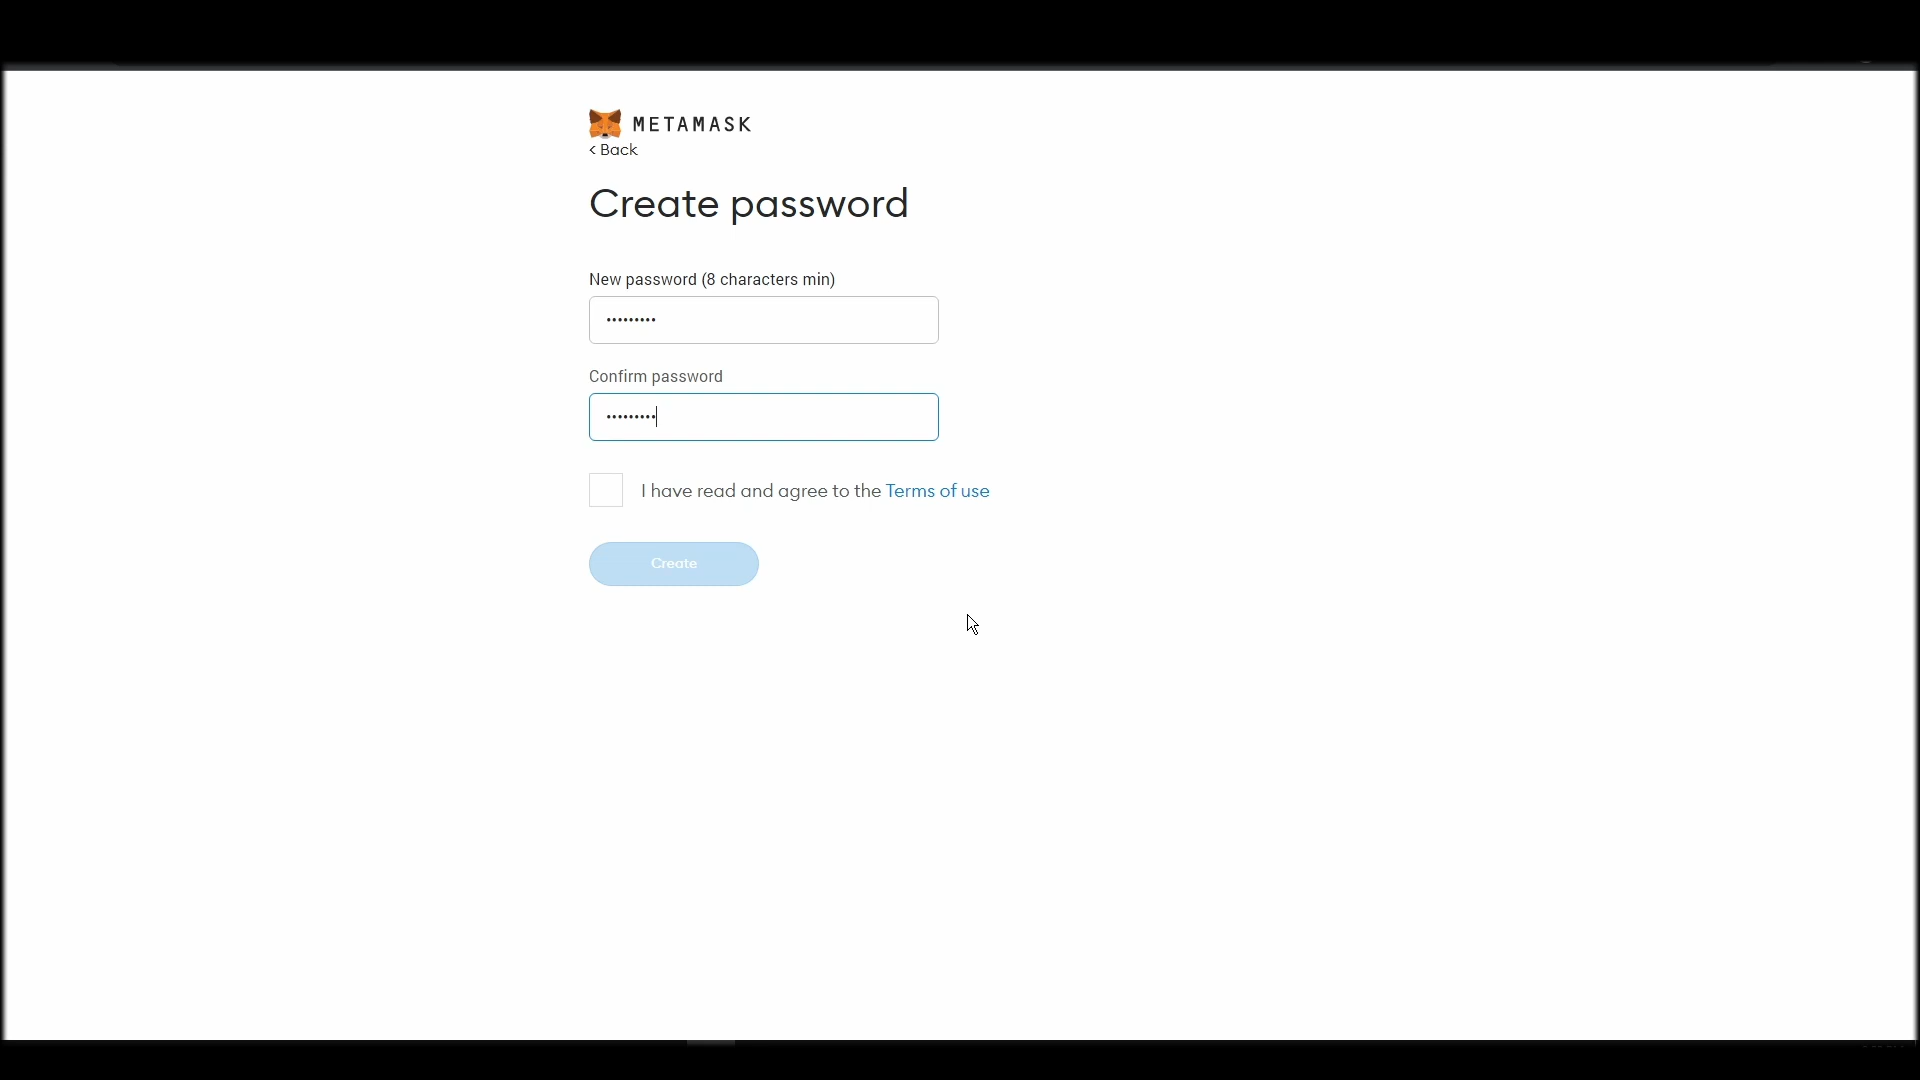 METAMASK
< Back
Create password
New password (8 characters min)
•••••••••
Confirm password
•••••••••
I have read and agree to the Terms of use
Create